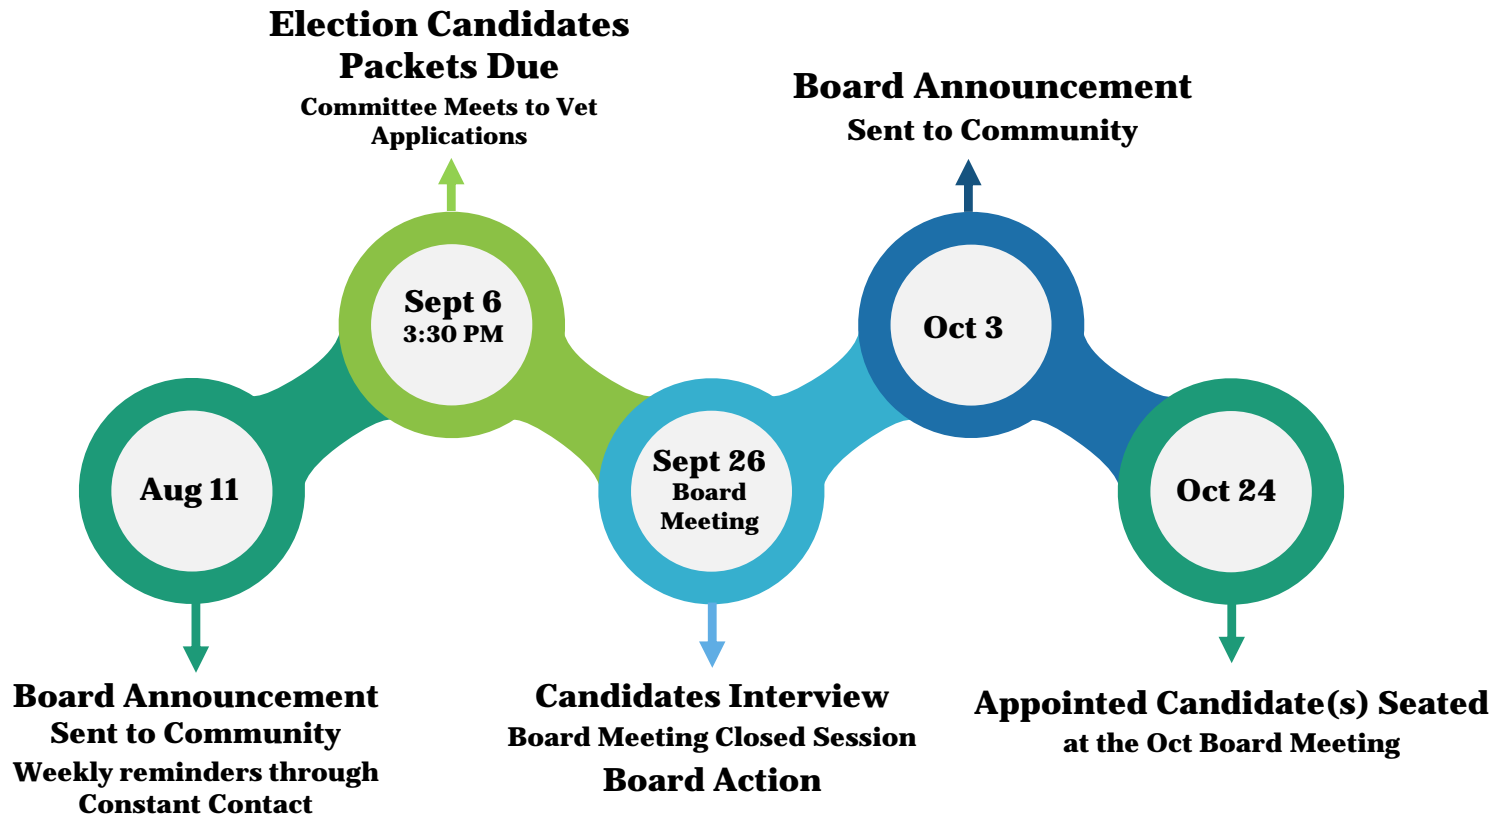 Election Candidates
Packets Due
Committee Meets to Vet
Applications
Board Announcement
Sent to Community
Sept 6
3:30 PM
Oct 3
Aug 11
Sept 26
Board
Meeting
Oct 24
Board Announcement
Sent to Community
Weekly reminders through
Constant Contact
Candidates Interview
Board Meeting Closed Session
Board Action
Appointed Candidate(s) Seated
at the Oct Board Meeting